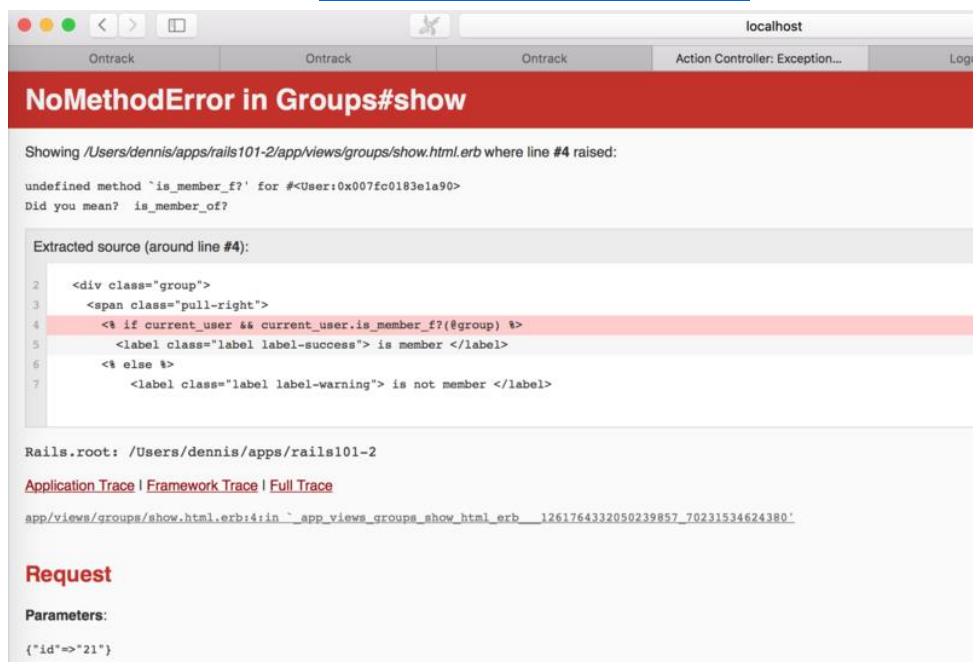 localhost
Ontrack Ontrack Ontrack Action Controller: Exception...
NoMethodError in Groups#show
Showing /Users/dennis/apps/rails101-2/app/views/groups/show.html.erb where line #4 raised:
undefined method `is_member_f?' for #<User:0x007fc0183e1a90>
Did you mean?  is_member_of?
Extracted source (around line #4):
2 <div class="group">
3 <span class="pull-right">
4 <% if current_user && current_user.is_member_f?(@group) %>
5 <label class="label label-success"> is member </label>
6 <% else %>
7 <label class="label label-warning"> is not member </label>
Rails.root: /Users/dennis/apps/rails101-2
Application Trace | Framework Trace | Full Trace
app/views/groups/show.html.erb:4:in `_app_views_groups_show_html_erb___1261764332050239857_70231534624380'
Request
Parameters:
{"id"=>"21"}